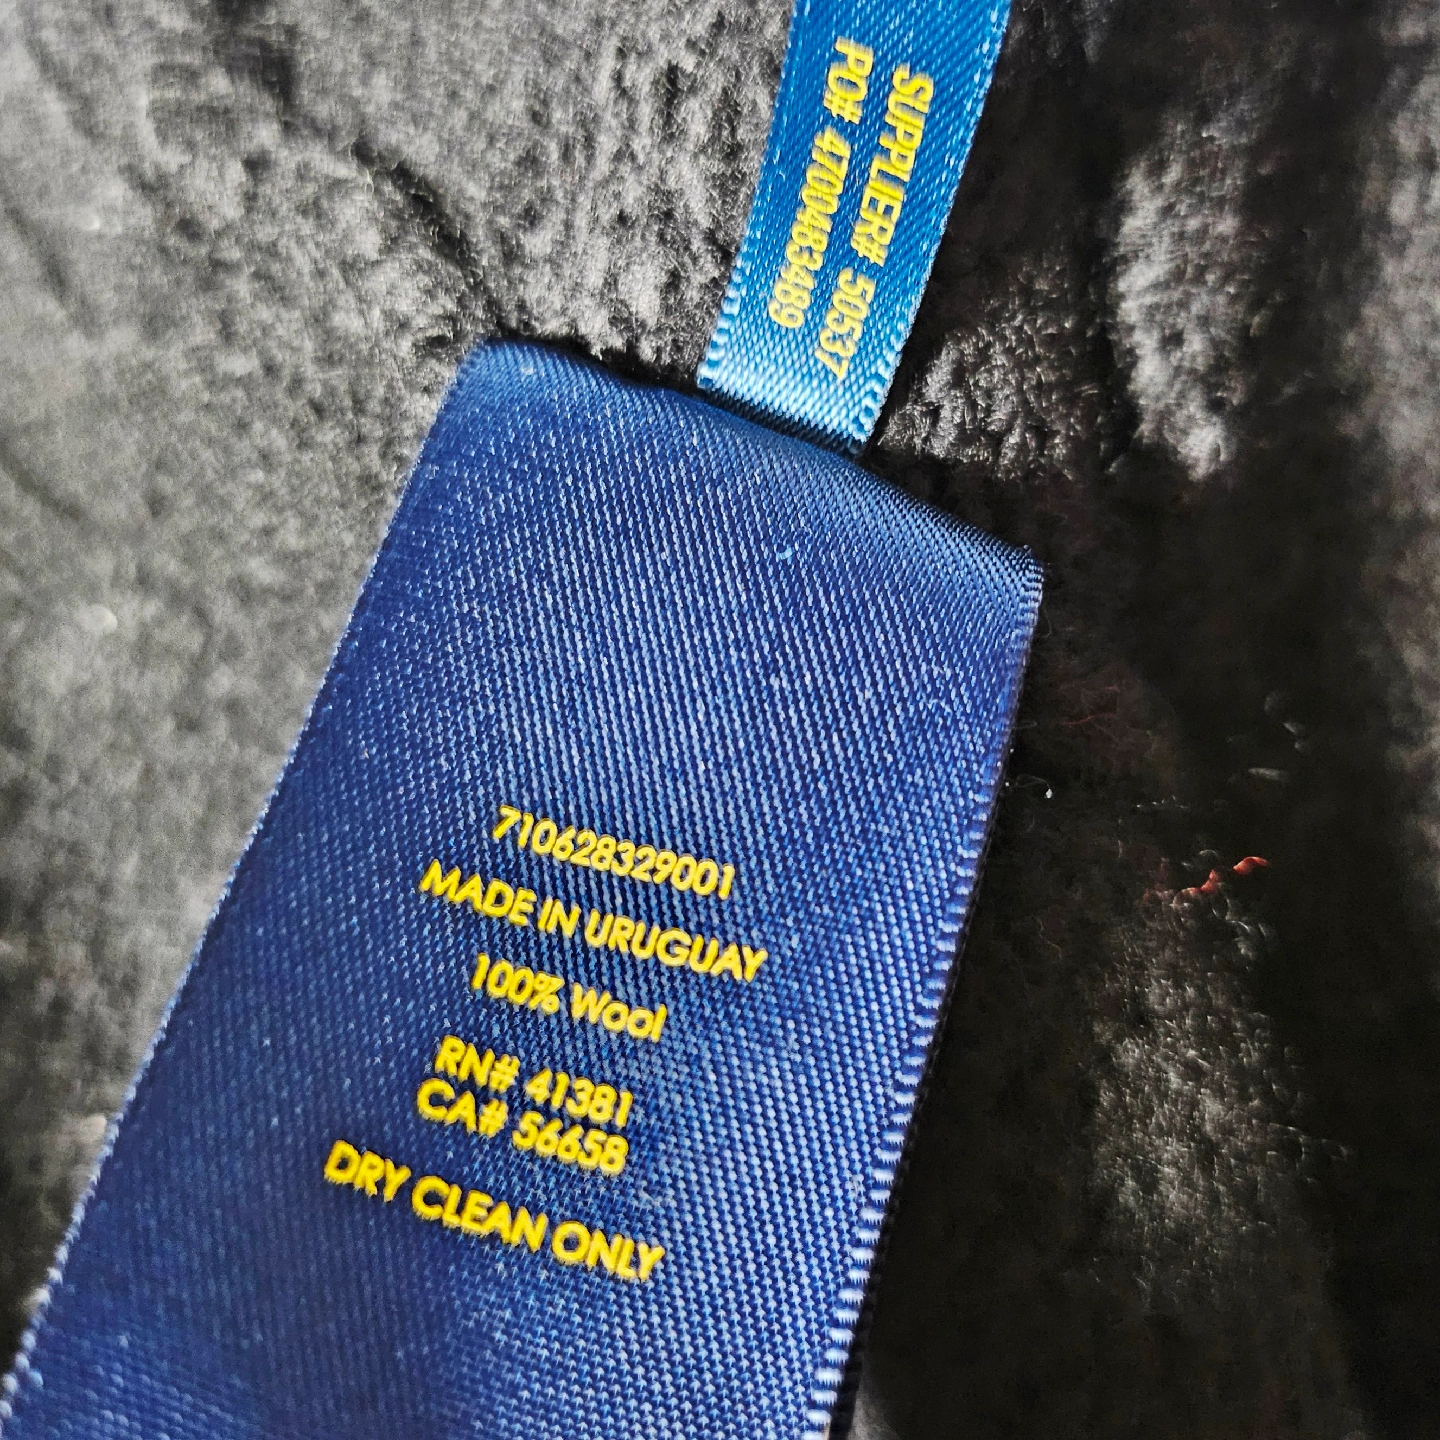 SUPPLIER# 50537
PO# 4700483489
710628329001
MADE IN URUGUAY
100% Wool
RN# 41381
CA# 56658
DRY CLEAN ONLY